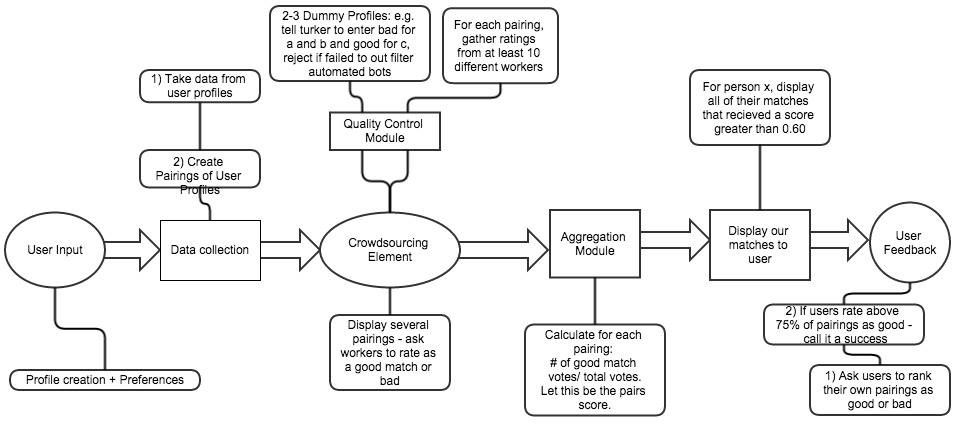 2-3 Dummy Profiles: e.g.
tell turker to enter bad for
a and b and good for c,
reject if failed to out filter
automated bots
For each pairing,
gather ratings
from at least 10
different workers
1) Take data from
user profiles
For person x, display
all of their matches
that recieved a score
greater than 0.60
Quality Control
Module
2) Create
Pairings of User
Profiles
User Input
Data collection
Crowdsourcing
Element
Aggregation
Module
Display our
matches to
user
User
Feedback
Display several
pairings - ask
workers to rate as
a good match or
bad
Calculate for each
pairing:
# of good match
votes/ total votes.
Let this be the pairs
score.
2) If users rate above
75% of pairings as good -
call it a success
Profile creation + Preferences
1) Ask users to rank
their own pairings as
good or bad